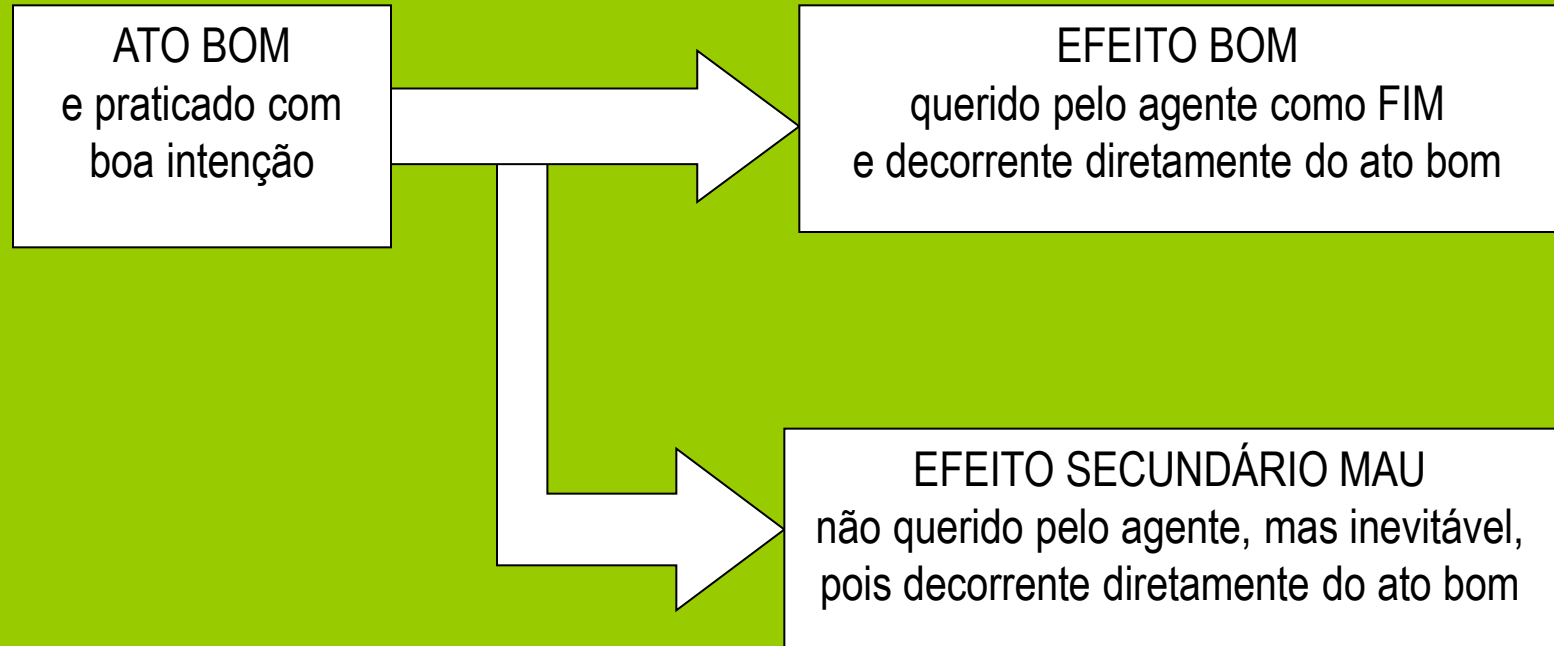 ATO BOM
e praticado com
boa intenção
EFEITO BOM
querido pelo agente como FIM
e decorrente diretamente do ato bom
EFEITO SECUNDÁRIO MAU
não querido pelo agente, mas inevitável,
pois decorrente diretamente do ato bom